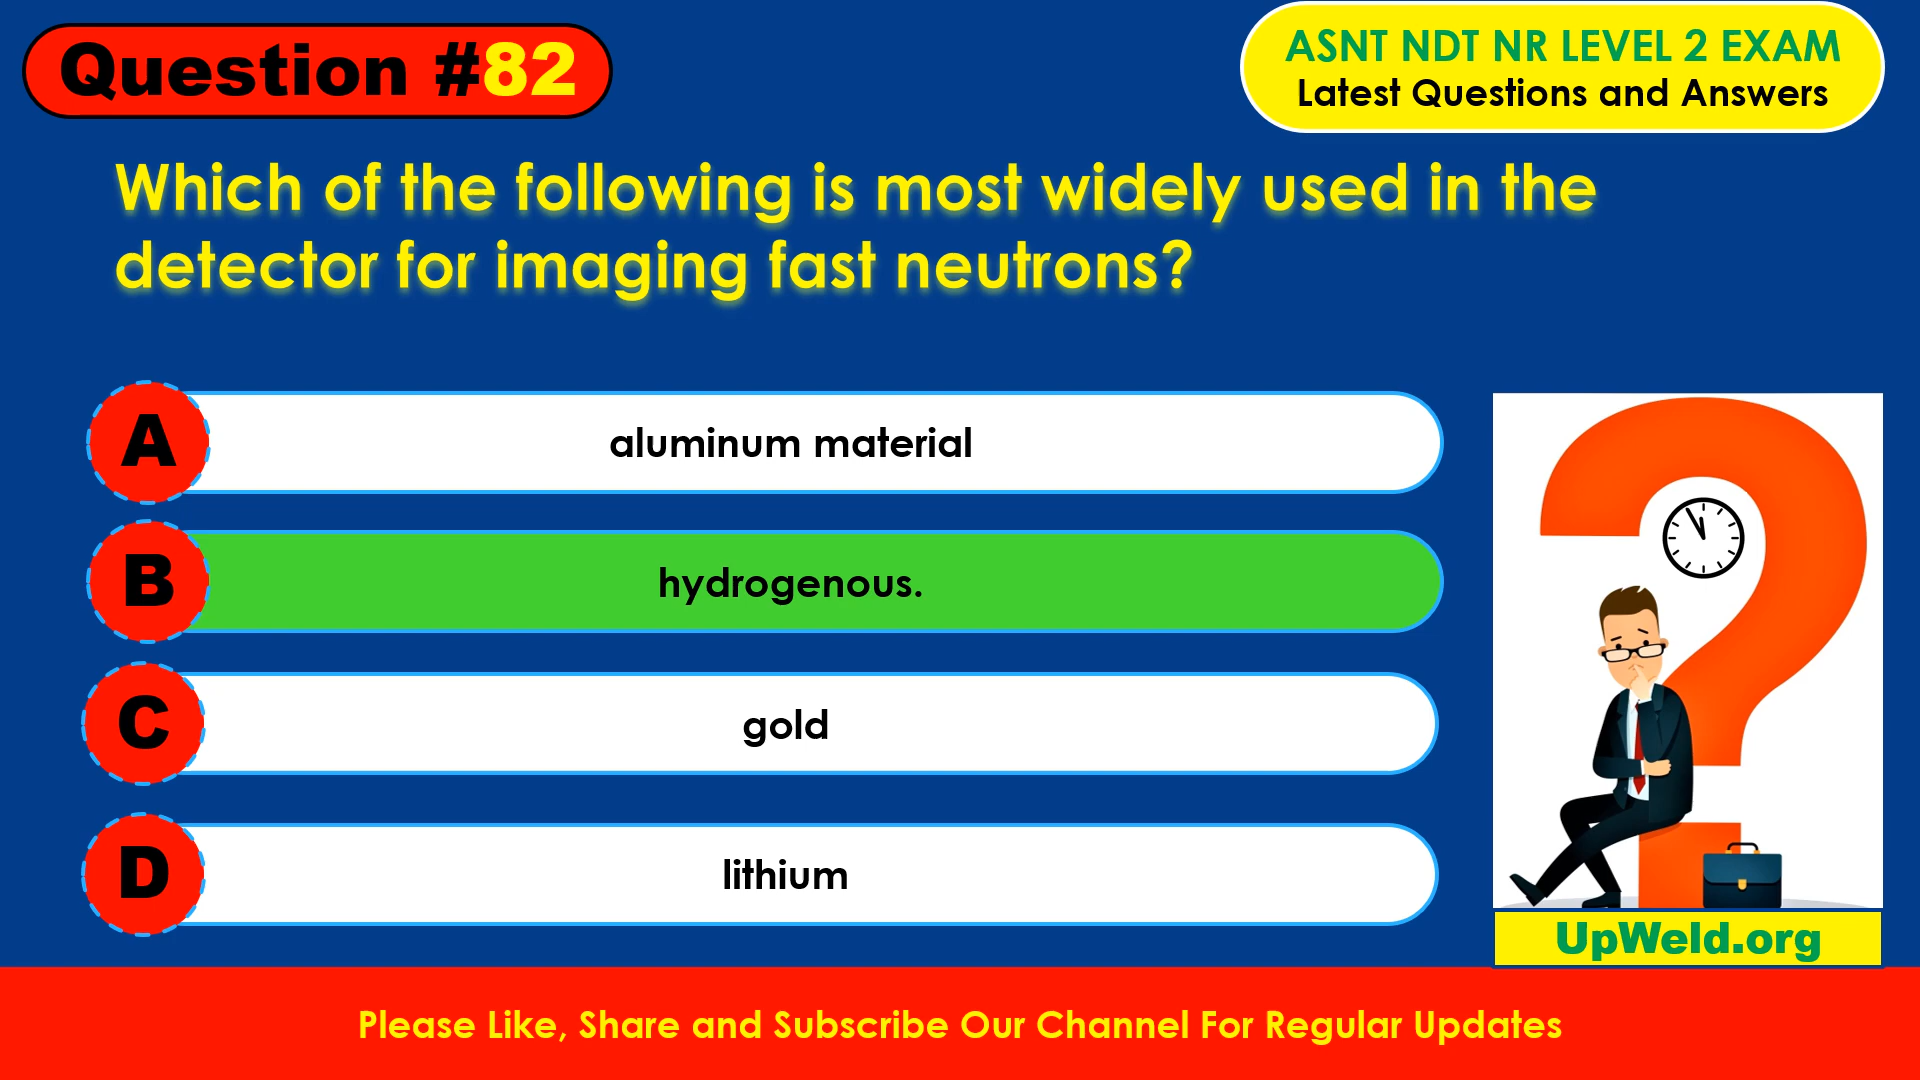 Question #82
ASNT NDT NR LEVEL 2 EXAM
Latest Questions and Answers
Which of the following is most widely used in the
detector for imaging fast neutrons?
A
aluminum material
B
hydrogenous.
C
gold
D
lithium
UpWeld.org
Please Like, Share and Subscribe Our Channel For Regular Updates